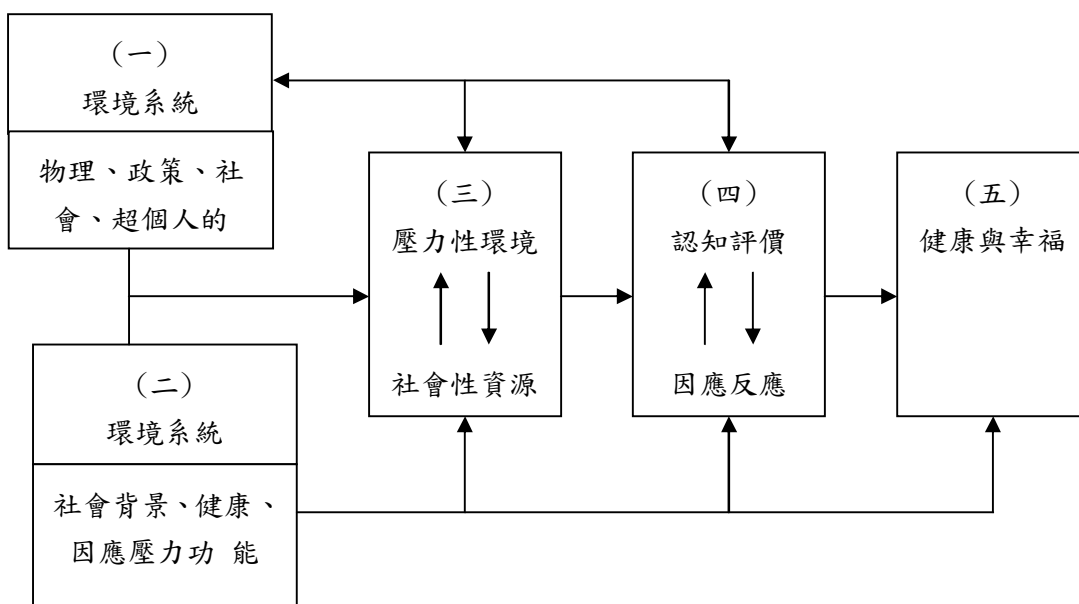 （一）
環境系統
物理、政策、社
會、超個人的
（二）
環境系統
社會背景、健康、
因應壓力功 能
（三）
壓力性環境
社會性資源
（四）
認知評價
因應反應
（五）
健康與幸福